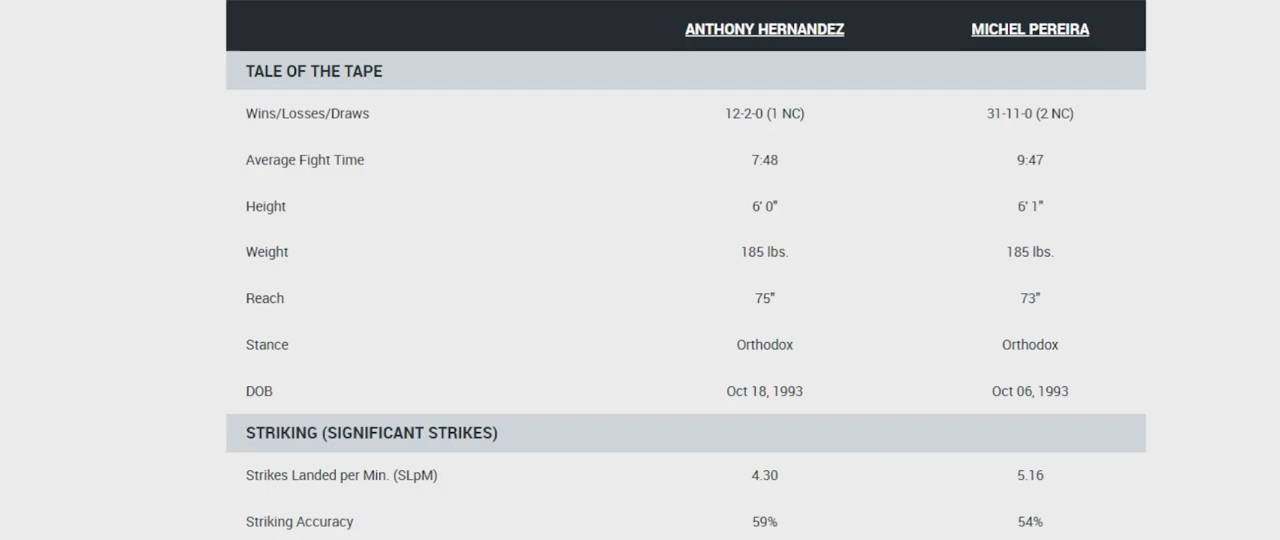 ANTHONY HERNANDEZ MICHEL PEREIRA
TALE OF THE TAPE
Wins/Losses/Draws 12-2-0 (1 NC) 31-11-0 (2 NC)
Average Fight Time 7:48 9:47
Height 6' 0" 6' 1"
Weight 185 lbs. 185 lbs.
Reach 75" 73"
Stance Orthodox Orthodox
DOB Oct 18, 1993 Oct 06, 1993
STRIKING (SIGNIFICANT STRIKES)
Strikes Landed per Min. (SLpM) 4.30 5.16
Striking Accuracy 59% 54%